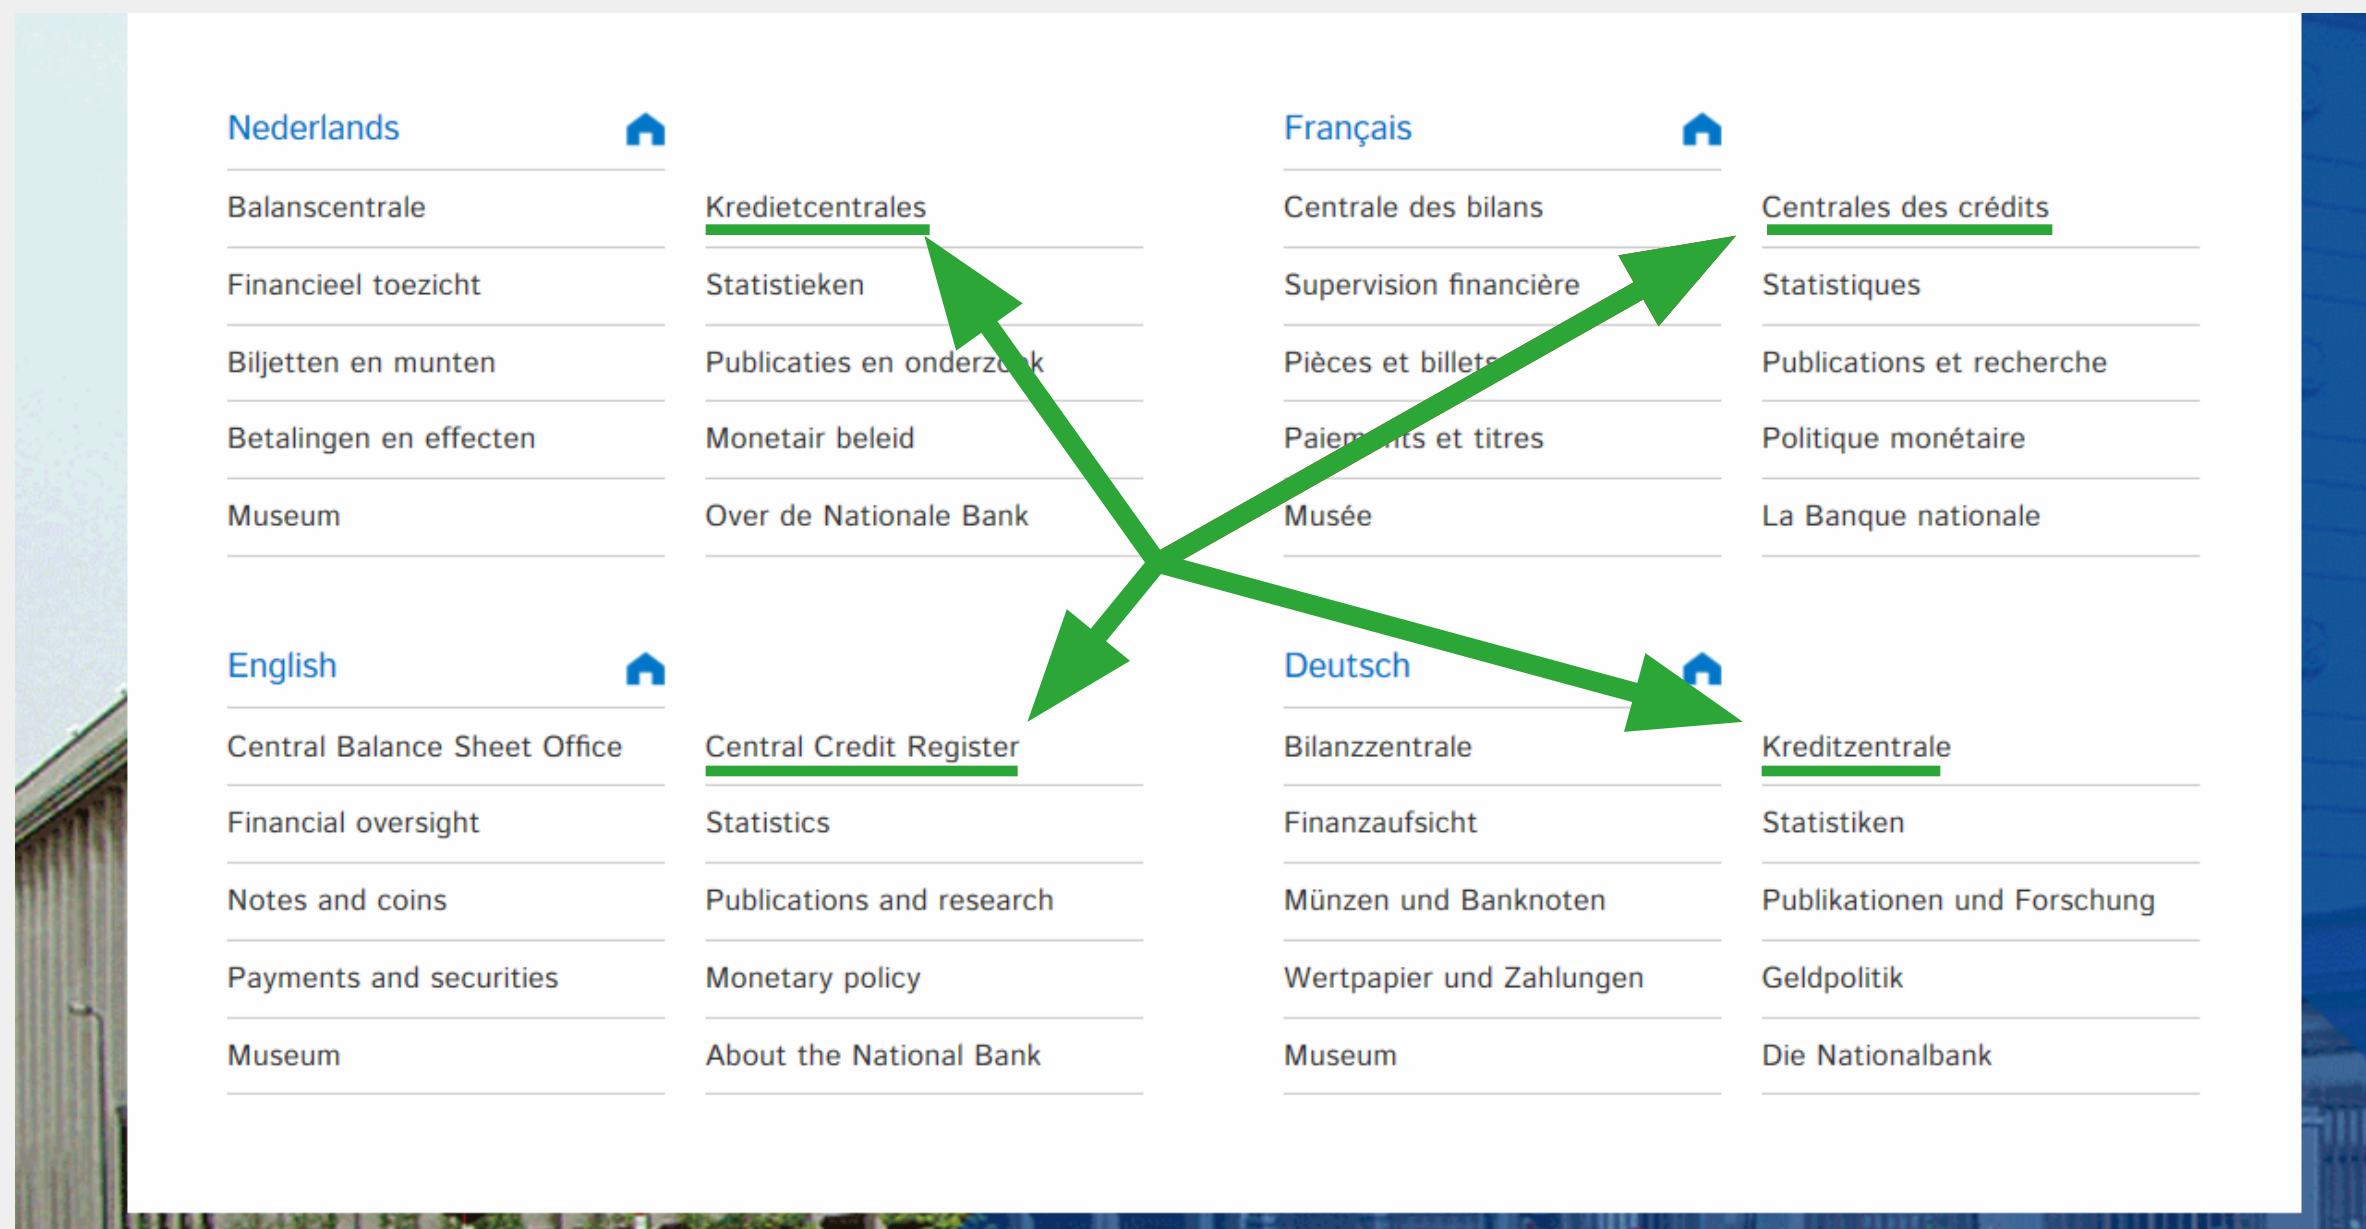 Nederlands
Balanscentrale
Financieel toezicht
Biljetten en munten
Betalingen en effecten
Museum
Kredietcentrales
Statistieken
Publicaties en onderzoek
Monetair beleid
Over de Nationale Bank
Français
Centrale des bilans
Supervision financière
Pièces et billets
Paiements et titres
Musée
Centrales des crédits
Statistiques
Publications et recherche
Politique monétaire
La Banque nationale
English
Central Balance Sheet Office
Financial oversight
Notes and coins
Payments and securities
Museum
Central Credit Register
Statistics
Publications and research
Monetary policy
About the National Bank
Deutsch
Bilanzzentrale
Finanzaufsicht
Münzen und Banknoten
Wertpapier und Zahlungen
Museum
Kreditzentrale
Statistiken
Publikationen und Forschung
Geldpolitik
Die Nationalbank